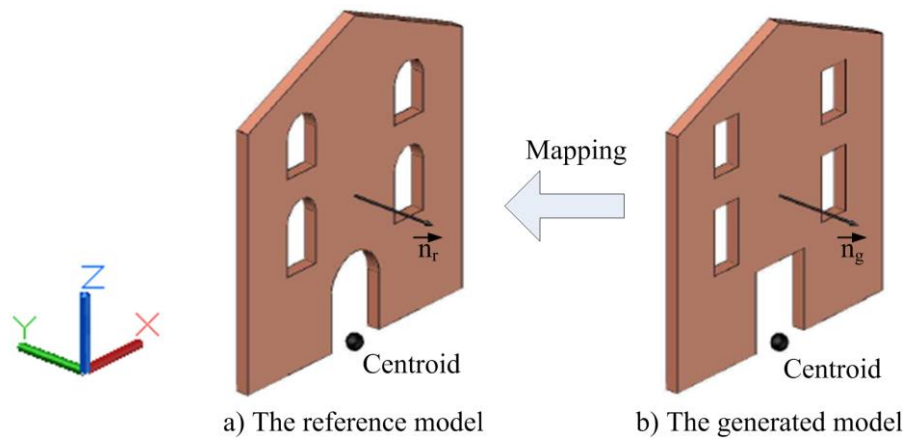 Mapping
n_r
n_g
Z
Y
X
Centroid
Centroid
a) The reference model
b) The generated model